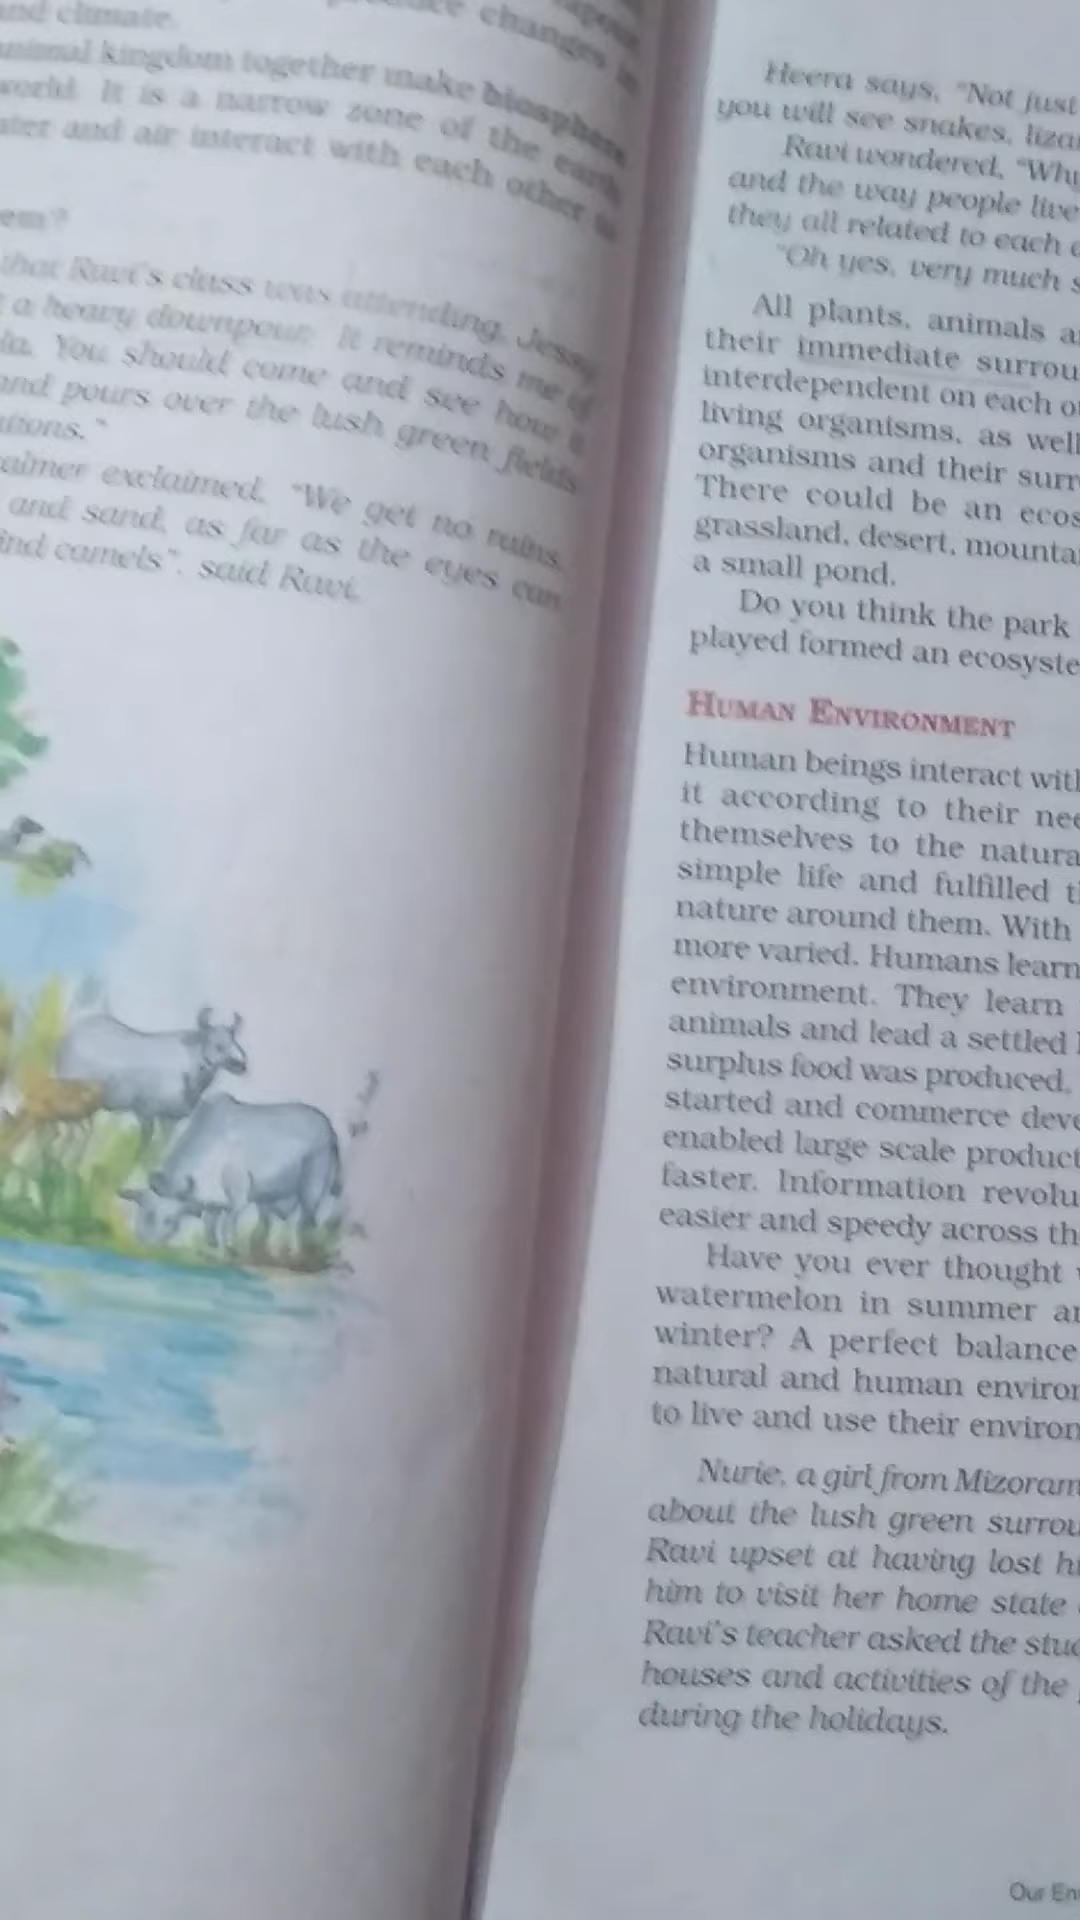 changes in
and climate.
animal kingdom together make biosphere
world. It is a narrow zone of the earth
and air interact with each other to
that Ravi's class was attending, Jessy
a heavy downpour. It reminds me of
You should come and see how it
and pours over the lush green fields
exclaimed, "We get no rains,
and sand, as far as the eyes can
camels", said Ravi.
Heera says, "Not just
you will see snakes, liza
Ravi wondered, "Why
and the way people live
they all related to each
"Oh yes, very much s
All plants, animals a
their immediate surrou
interdependent on each o
living organisms, as well
organisms and their surr
There could be an ecos
grassland, desert, mounta
a small pond.
Do you think the park
played formed an ecosyste
HUMAN ENVIRONMENT
Human beings interact with
it according to their nee
themselves to the natura
simple life and fulfilled t
nature around them. With
more varied. Humans learn
environment. They learn
animals and lead a settled
surplus food was produced.
started and commerce deve
enabled large scale product
faster. Information revolu
easier and speedy across th
Have you ever thought
watermelon in summer a
winter? A perfect balance
natural and human environ
to live and use their environ
Nurie, a girl from Mizoram
about the lush green surrou
Ravi upset at having lost h
him to visit her home state
Ravi's teacher asked the stud
houses and activities of the
during the holidays.
Our En